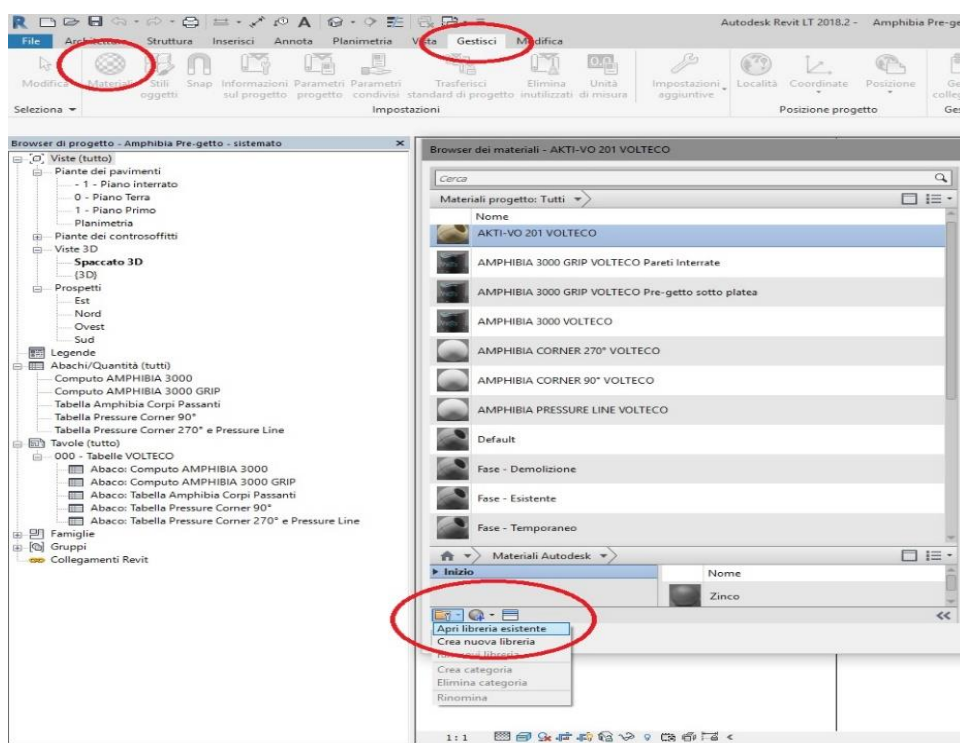 Autodesk Revit LT 2018.2 - Amphibia Pre-ge
File Architettura Struttura Inserisci Annota Planimetria Vista Gestisci Modifica
Modifica Materiali Stili oggetti Snap Informazioni sul progetto Parametri progetto Parametri condivisi Trasferisci standard di progetto Elimina inutilizzati Unità di misura Impostazioni aggiuntive Località Coordinate Posizione
Seleziona Impostazioni Posizione progetto Ges
Browser di progetto - Amphibia Pre-getto - sistemato
Viste (tutto)
Piante dei pavimenti
- 1 - Piano interrato
0 - Piano Terra
1 - Piano Primo
Planimetria
Piante dei controsoffitti
Viste 3D
Spaccato 3D
{3D}
Prospetti
Est
Nord
Ovest
Sud
Legende
Abachi/Quantità (tutti)
Computo AMPHIBIA 3000
Computo AMPHIBIA 3000 GRIP
Tabella Amphibia Corpi Passanti
Tabella Pressure Corner 90°
Tabella Pressure Corner 270° e Pressure Line
Tavole (tutto)
000 - Tabelle VOLTECO
Abaco: Computo AMPHIBIA 3000
Abaco: Computo AMPHIBIA 3000 GRIP
Abaco: Tabella Amphibia Corpi Passanti
Abaco: Tabella Pressure Corner 90°
Abaco: Tabella Pressure Corner 270° e Pressure Line
Famiglie
Gruppi
Collegamenti Revit
Browser dei materiali - AKTI-VO 201 VOLTECO
Cerca
Materiali progetto: Tutti
Nome
AKTI-VO 201 VOLTECO
AMPHIBIA 3000 GRIP VOLTECO Pareti Interrate
AMPHIBIA 3000 GRIP VOLTECO Pre-getto sotto platea
AMPHIBIA 3000 VOLTECO
AMPHIBIA CORNER 270° VOLTECO
AMPHIBIA CORNER 90° VOLTECO
AMPHIBIA PRESSURE LINE VOLTECO
Default
Fase - Demolizione
Fase - Esistente
Fase - Temporaneo
Materiali Autodesk
Inizio
Nome
Zinco
Apri libreria esistente
Crea nuova libreria
Crea categoria
Elimina categoria
Rinomina
1 : 1